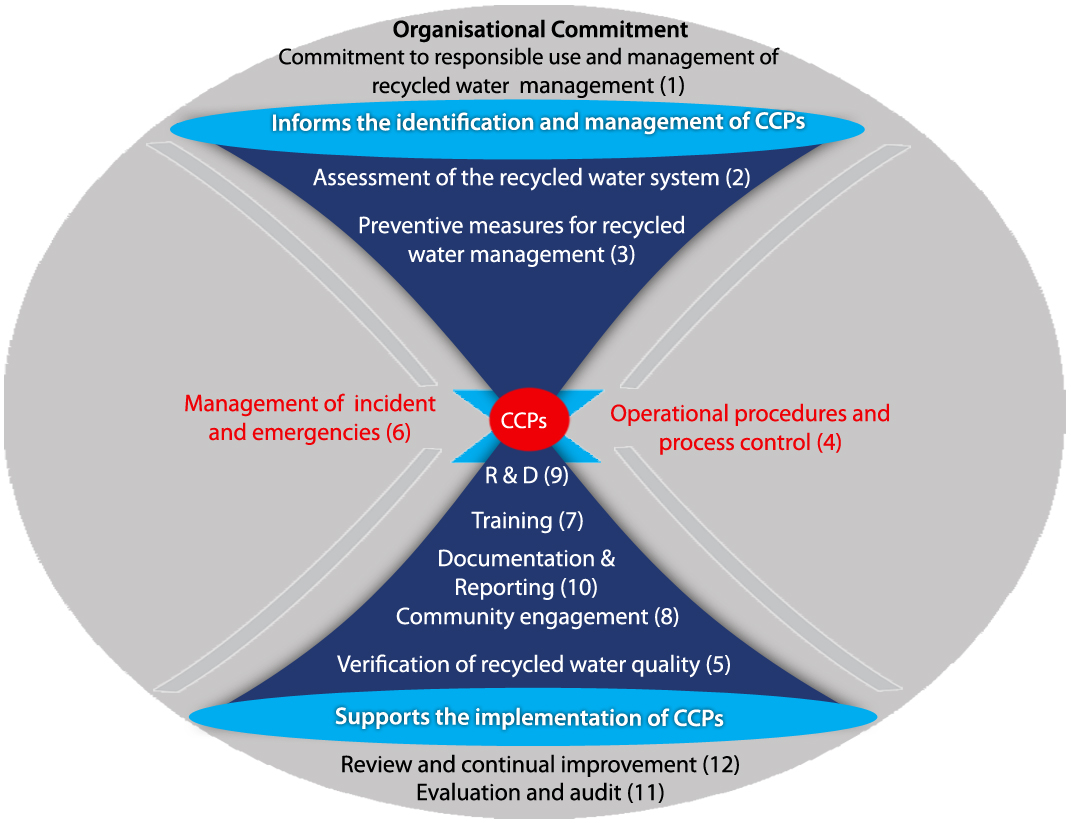 Organisational Commitment
Commitment to responsible use and management of
recycled water management (1)
Informs the identification and management of CCPs
Assessment of the recycled water system (2)
Preventive measures for recycled
water management (3)
Management of incident
and emergencies (6)
CCPs
Operational procedures and
process control (4)
R & D (9)
Training (7)
Documentation &
Reporting (10)
Community engagement (8)
Verification of recycled water quality (5)
Supports the implementation of CCPs
Review and continual improvement (12)
Evaluation and audit (11)